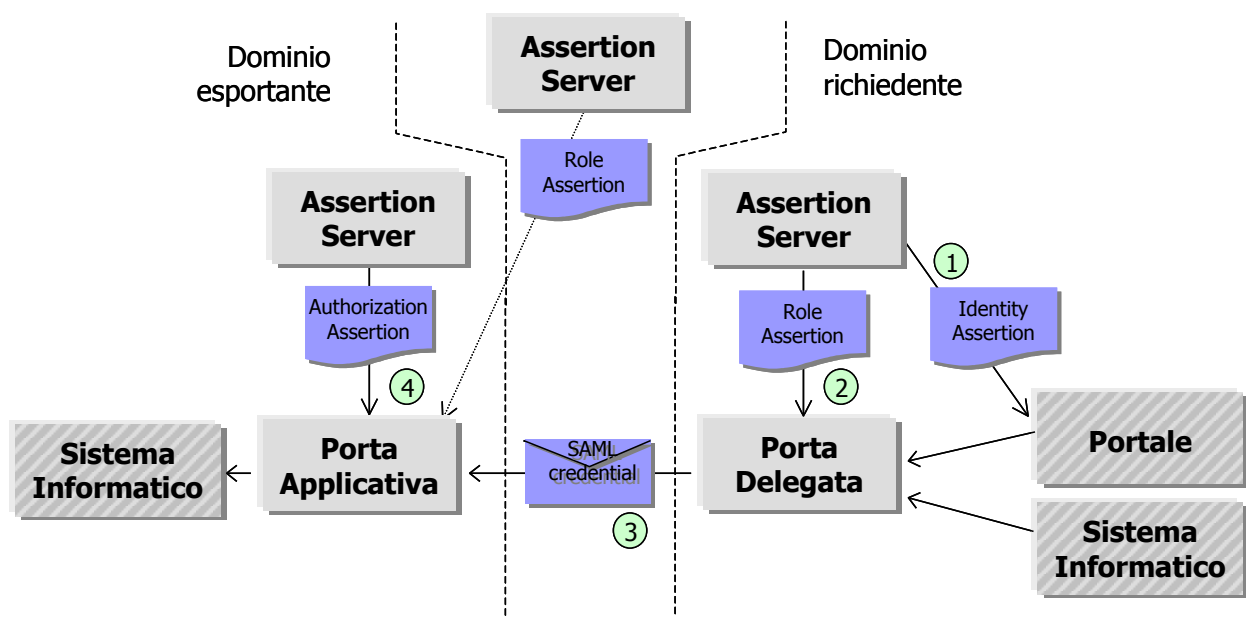 Dominio
esportante
Assertion
Server
Dominio
richiedente
Role
Assertion
Assertion
Server
Assertion
Server
1
Authorization
Assertion
Role
Assertion
Identity
Assertion
4
2
Sistema
Informatico
Porta
Applicativa
SAML
credential
Porta
Delegata
Portale
3
Sistema
Informatico